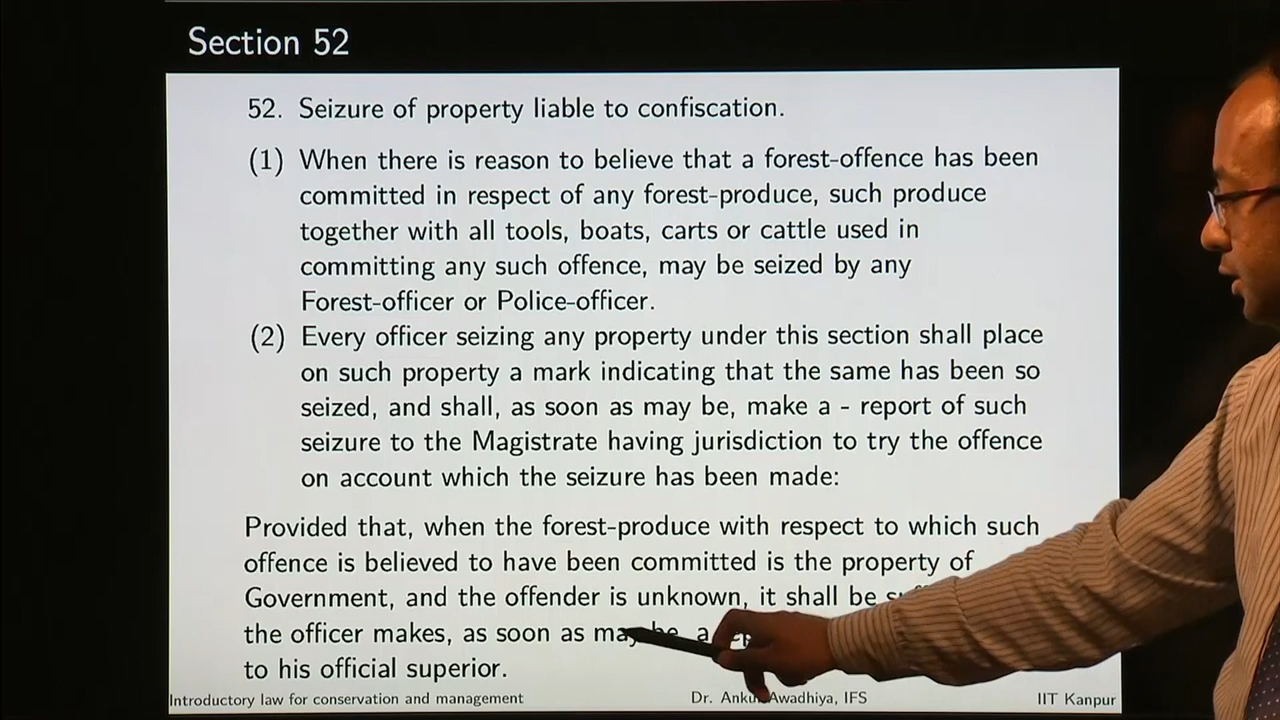 Section 52
52. Seizure of property liable to confiscation.
(1) When there is reason to believe that a forest-offence has been
committed in respect of any forest-produce, such produce
together with all tools, boats, carts or cattle used in
committing any such offence, may be seized by any
Forest-officer or Police-officer.
(2) Every officer seizing any property under this section shall place
on such property a mark indicating that the same has been so
seized, and shall, as soon as may be, make a - report of such
seizure to the Magistrate having jurisdiction to try the offence
on account which the seizure has been made:
Provided that, when the forest-produce with respect to which such
offence is believed to have been committed is the property of
Government, and the offender is unknown, it shall be
the officer makes, as soon as may be, a
to his official superior.
Introductory law for conservation and management
Dr. Ankur Awadhiya, IFS
IIT Kanpur